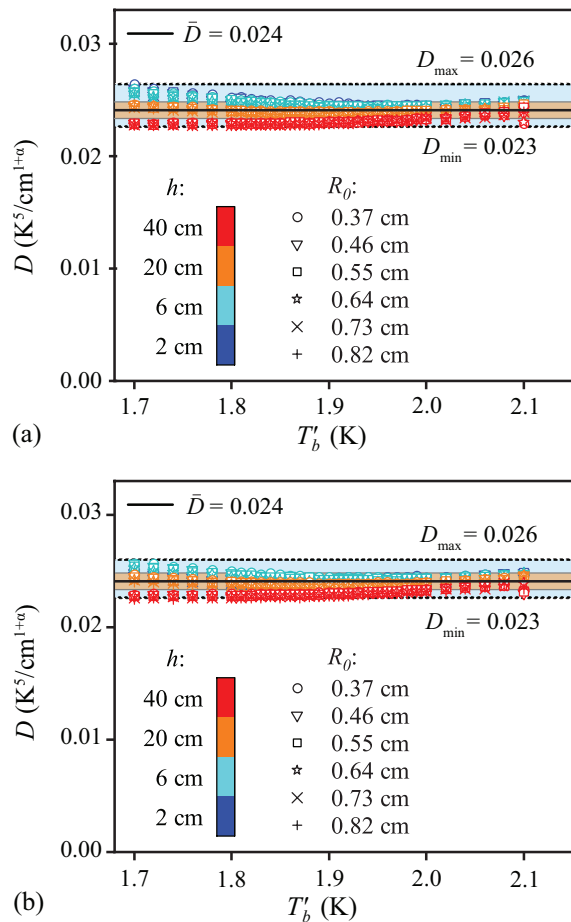 0.03
D̄ = 0.024
D_max = 0.026
0.02
D_min = 0.023
h:
R_0:
40 cm
0.37 cm
0.46 cm
20 cm
0.55 cm
0.01
6 cm
0.64 cm
0.73 cm
2 cm
0.82 cm
0.00
D (K^5/cm^{1+α})
1.7 1.8 1.9 2.0 2.1
(a)
T′_b (K)
0.03
D̄ = 0.024
D_max = 0.026
0.02
D_min = 0.023
h:
R_0:
40 cm
0.37 cm
0.46 cm
20 cm
0.55 cm
0.01
6 cm
0.64 cm
0.73 cm
2 cm
0.82 cm
0.00
D (K^5/cm^{1+α})
1.7 1.8 1.9 2.0 2.1
(b)
T′_b (K)